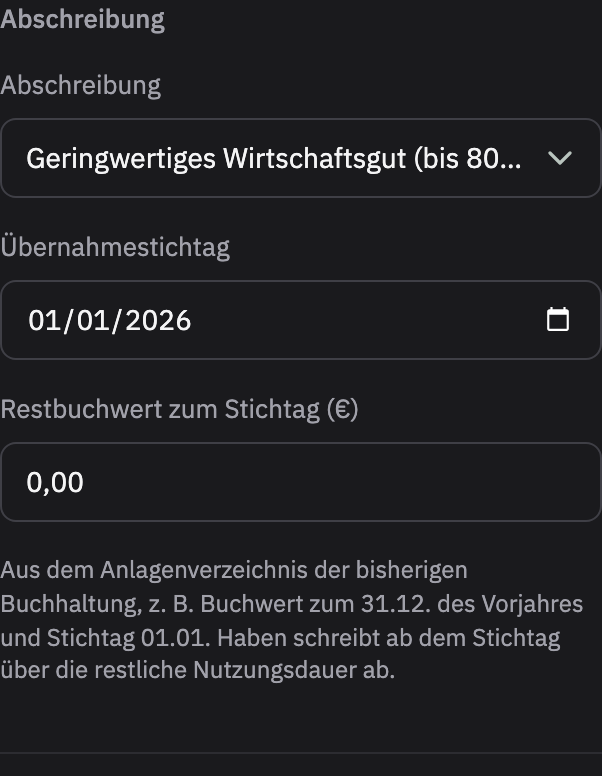 Abschreibung
Abschreibung
Geringwertiges Wirtschaftsgut (bis 80...
Übernahmestichtag
01/01/2026
Restbuchwert zum Stichtag (€)
0,00
Aus dem Anlagenverzeichnis der bisherigen
Buchhaltung, z. B. Buchwert zum 31.12. des Vorjahres
und Stichtag 01.01. Haben schreibt ab dem Stichtag
über die restliche Nutzungsdauer ab.